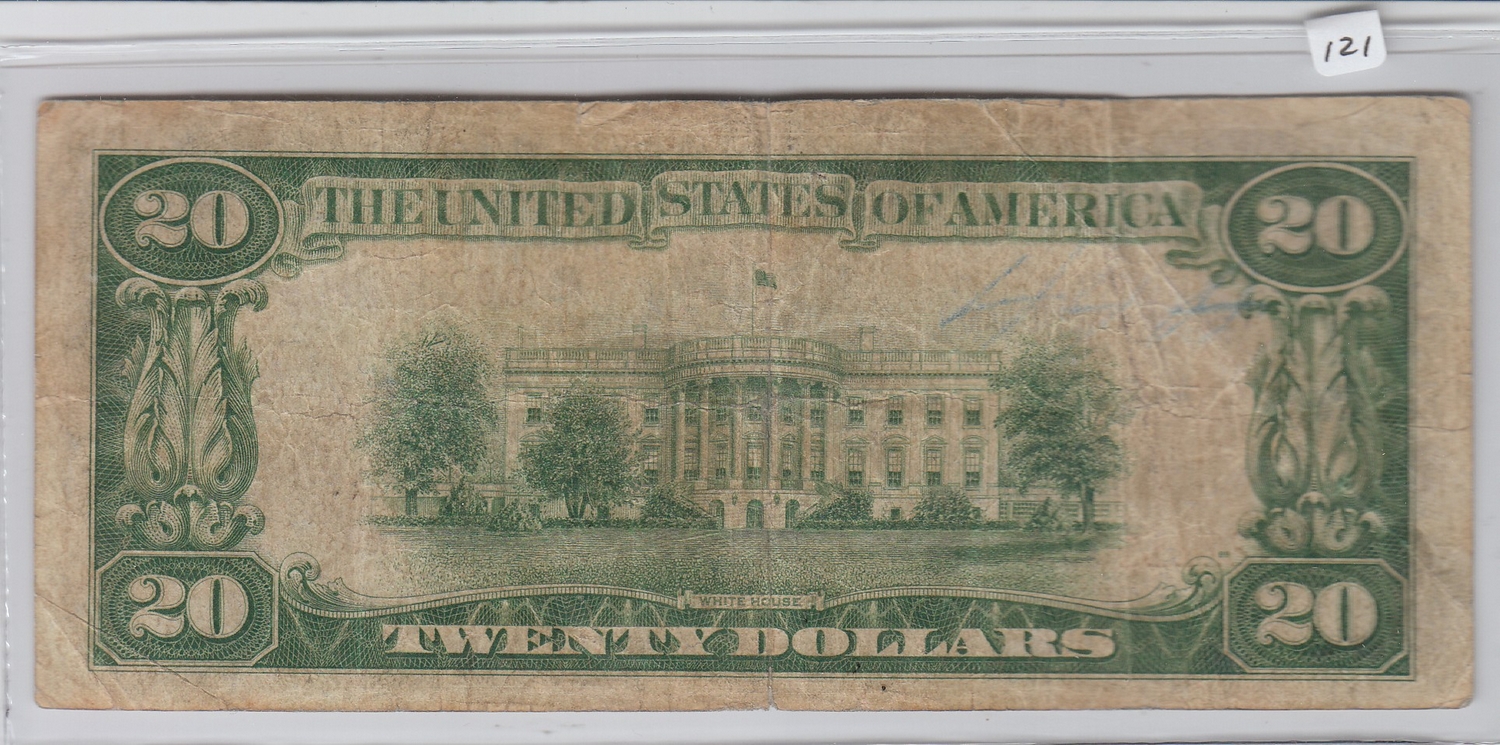 121
20 THE UNITED STATES OF AMERICA 20
WHITE HOUSE
20 TWENTY DOLLARS 20